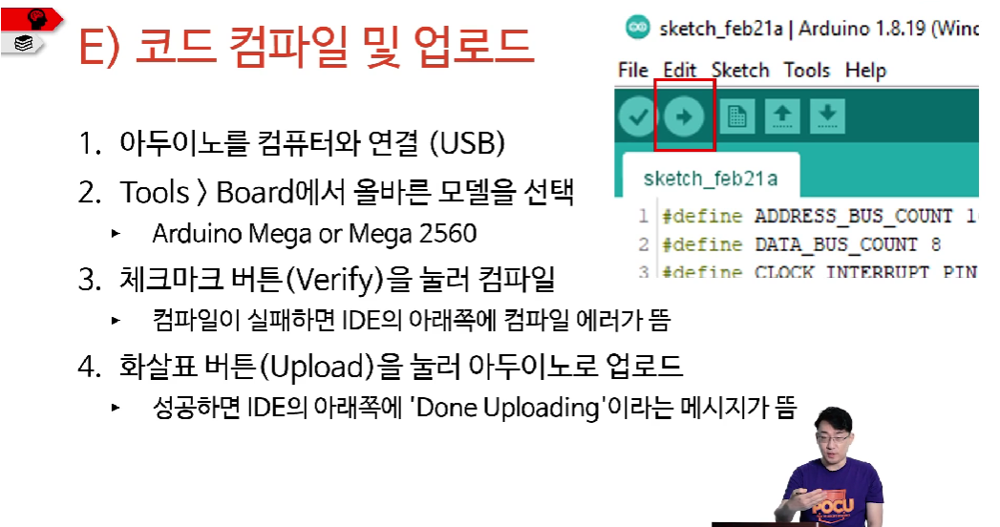 E) 코드 컴파일 및 업로드
1. 아두이노를 컴퓨터와 연결 (USB)
2. Tools > Board에서 올바른 모델을 선택
‣ Arduino Mega or Mega 2560
3. 체크마크 버튼(Verify)을 눌러 컴파일
‣ 컴파일이 실패하면 IDE의 아래쪽에 컴파일 에러가 뜸
4. 화살표 버튼(Upload)을 눌러 아두이노로 업로드
‣ 성공하면 IDE의 아래쪽에 'Done Uploading'이라는 메시지가 뜸
sketch_feb21a | Arduino 1.8.19 (Winc
File Edit Sketch Tools Help
sketch_feb21a
1 #define ADDRESS_BUS_COUNT 1
2 #define DATA_BUS_COUNT 8
3 #define CLOCK INTERRUPT PIN
POCU